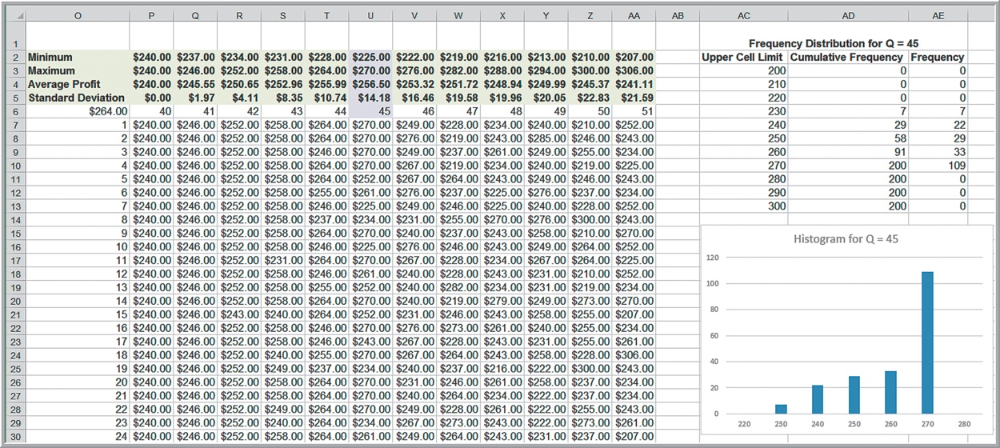 O P Q R S T U V W X Y Z AA AB AC AD AE
1 Frequency Distribution for Q = 45
2 Minimum $240.00 $237.00 $234.00 $231.00 $228.00 $225.00 $222.00 $219.00 $216.00 $213.00 $210.00 $207.00 Upper Cell Limit Cumulative Frequency Frequency
3 Maximum $240.00 $246.00 $252.00 $258.00 $264.00 $270.00 $276.00 $282.00 $288.00 $294.00 $300.00 $306.00 200 0 0
4 Average Profit $240.00 $245.55 $250.65 $252.96 $255.99 $256.50 $253.32 $251.72 $248.94 $249.99 $245.37 $241.11 210 0 0
5 Standard Deviation $0.00 $1.97 $4.11 $8.35 $10.74 $14.18 $16.46 $19.58 $19.96 $20.05 $22.83 $21.59 220 0 0
6 $264.00 40 41 42 43 44 45 46 47 48 49 50 51 230 7 7
7 1 $240.00 $246.00 $252.00 $258.00 $264.00 $270.00 $249.00 $228.00 $234.00 $240.00 $210.00 $252.00 240 29 22
8 2 $240.00 $246.00 $252.00 $258.00 $264.00 $270.00 $276.00 $219.00 $243.00 $285.00 $246.00 $243.00 250 58 29
9 3 $240.00 $246.00 $252.00 $258.00 $246.00 $270.00 $249.00 $237.00 $261.00 $249.00 $255.00 $234.00 260 91 33
10 4 $240.00 $246.00 $252.00 $258.00 $264.00 $270.00 $267.00 $219.00 $234.00 $240.00 $219.00 $225.00 270 200 109
11 5 $240.00 $246.00 $252.00 $258.00 $264.00 $252.00 $267.00 $264.00 $243.00 $249.00 $246.00 $225.00 280 200 0
12 6 $240.00 $246.00 $252.00 $258.00 $255.00 $261.00 $276.00 $237.00 $225.00 $276.00 $237.00 $234.00 290 200 0
13 7 $240.00 $246.00 $252.00 $258.00 $246.00 $225.00 $249.00 $246.00 $225.00 $240.00 $228.00 $252.00 300 200 0
14 8 $240.00 $246.00 $252.00 $258.00 $237.00 $234.00 $231.00 $255.00 $270.00 $276.00 $300.00 $243.00
15 9 $240.00 $246.00 $252.00 $258.00 $264.00 $270.00 $240.00 $237.00 $243.00 $258.00 $210.00 $270.00 Histogram for Q = 45
16 10 $240.00 $246.00 $252.00 $258.00 $264.00 $225.00 $276.00 $246.00 $243.00 $249.00 $264.00 $252.00 120
17 11 $240.00 $246.00 $252.00 $231.00 $264.00 $270.00 $267.00 $228.00 $234.00 $267.00 $264.00 $225.00
18 12 $240.00 $246.00 $252.00 $258.00 $246.00 $261.00 $240.00 $228.00 $243.00 $231.00 $210.00 $252.00 100
19 13 $240.00 $246.00 $252.00 $258.00 $255.00 $252.00 $240.00 $282.00 $234.00 $231.00 $219.00 $234.00
20 14 $240.00 $246.00 $252.00 $258.00 $264.00 $270.00 $240.00 $219.00 $279.00 $249.00 $273.00 $270.00 80
21 15 $240.00 $246.00 $243.00 $240.00 $264.00 $252.00 $231.00 $246.00 $243.00 $258.00 $255.00 $207.00
22 16 $240.00 $246.00 $252.00 $258.00 $246.00 $270.00 $276.00 $273.00 $261.00 $240.00 $255.00 $234.00
23 17 $240.00 $246.00 $252.00 $258.00 $246.00 $243.00 $267.00 $228.00 $243.00 $231.00 $255.00 $261.00 60
24 18 $240.00 $246.00 $252.00 $240.00 $255.00 $270.00 $267.00 $264.00 $243.00 $258.00 $228.00 $306.00 40
25 19 $240.00 $246.00 $252.00 $249.00 $237.00 $234.00 $240.00 $237.00 $216.00 $222.00 $300.00 $243.00
26 20 $240.00 $246.00 $252.00 $258.00 $264.00 $270.00 $231.00 $246.00 $261.00 $258.00 $237.00 $234.00 20
27 21 $240.00 $246.00 $252.00 $258.00 $264.00 $270.00 $240.00 $264.00 $234.00 $222.00 $237.00 $234.00
28 22 $240.00 $246.00 $252.00 $249.00 $264.00 $270.00 $249.00 $228.00 $261.00 $222.00 $255.00 $243.00 0
29 23 $240.00 $246.00 $252.00 $258.00 $264.00 $234.00 $267.00 $273.00 $243.00 $222.00 $273.00 $261.00 220 230 240 250 260 270 280
30 24 $240.00 $246.00 $252.00 $258.00 $264.00 $261.00 $249.00 $264.00 $243.00 $231.00 $237.00 $207.00